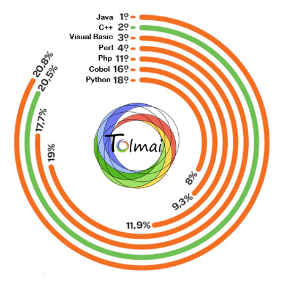 Java 1º
C++ 2º
Visual Basic 3º
Perl 4º
Php 11º
Cobol 16º
Python 18º
20,8%
20,5%
17,7%
19%
Tolmai
8%
9,3%
11,9%